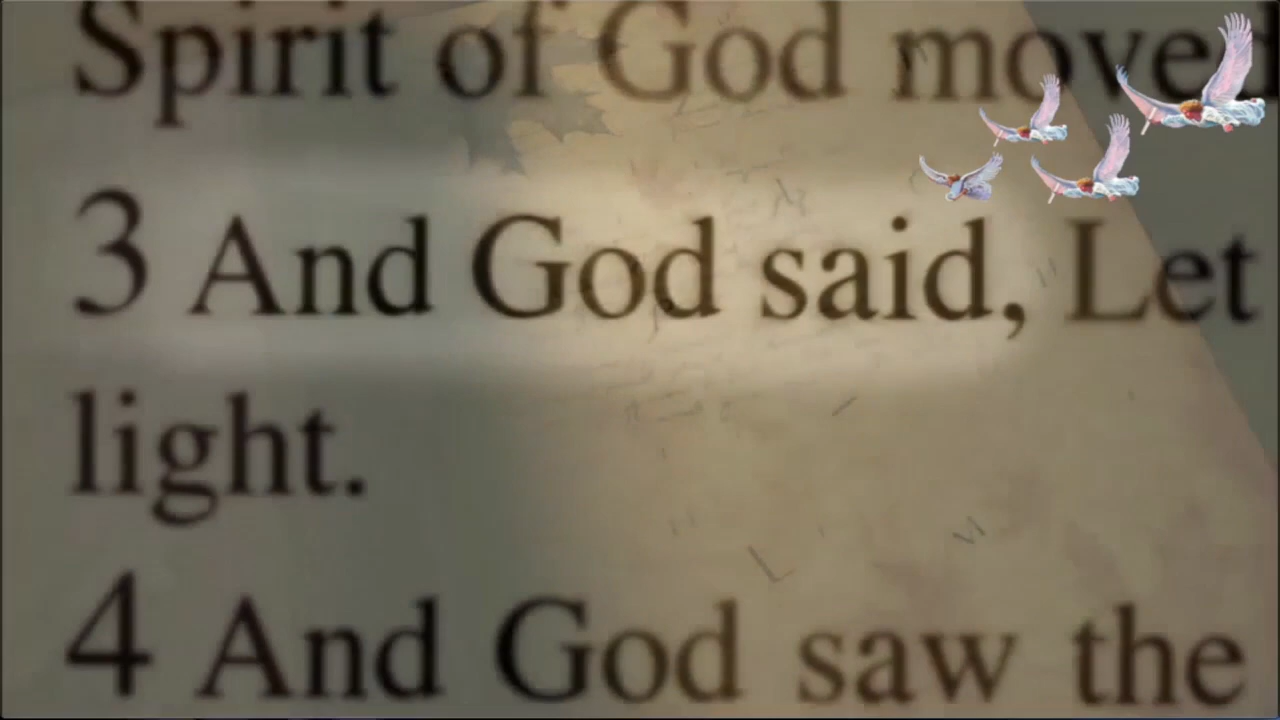 Spirit of God moved
3 And God said, Let
light.
4 And God saw the